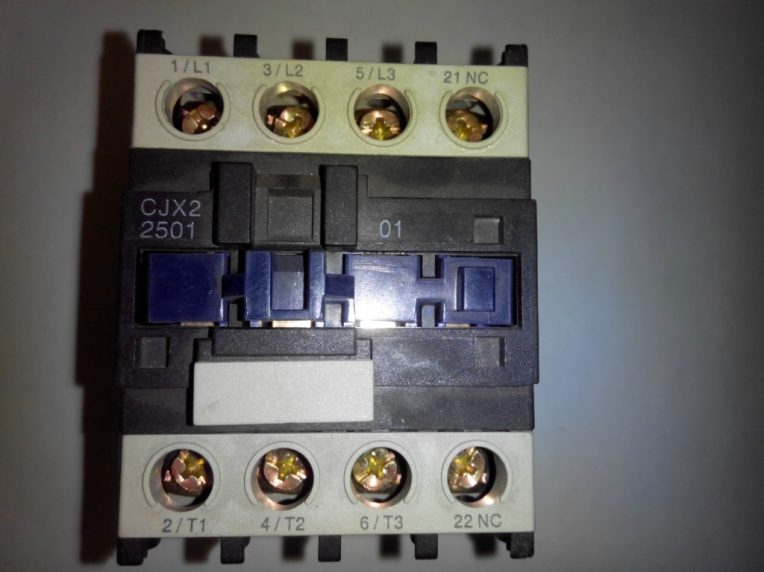 1/L1 3/L2 5/L3 21 NC
CJX2
2501 01
2/T1 4/T2 6/T3 22 NC